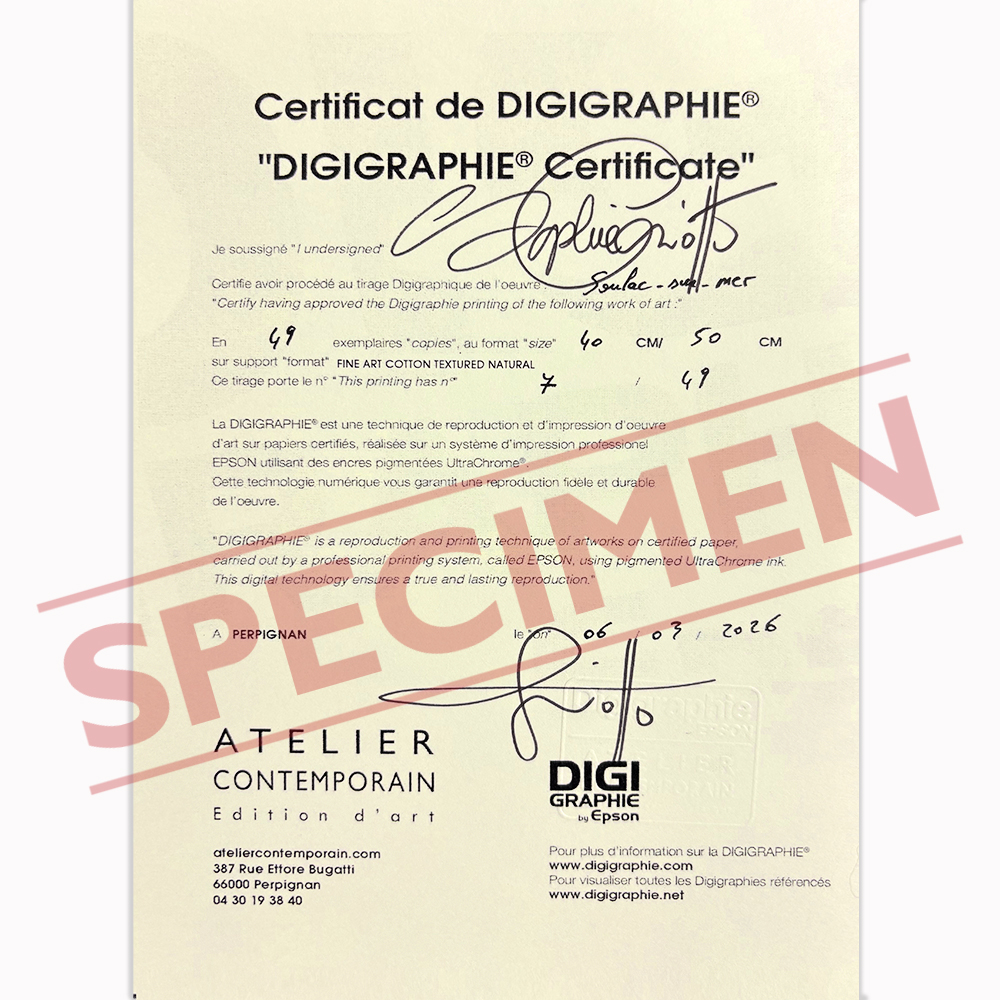 Certificat de DIGIGRAPHIE®
"DIGIGRAPHIE® Certificate"
Je soussigné "I undersigned" Sophie Griotto
Certifie avoir procédé au tirage Digigraphique de l'oeuvre: Soulac-sur-mer
"Certify having approved the Digigraphie printing of the following work of art :"
En 49 exemplaires "copies", au format "size" 40 CM/ 50 CM
sur support "format" FINE ART COTTON TEXTURED NATURAL
Ce tirage porte le n° "This printing has n°" 7 / 49
La DIGIGRAPHIE® est une technique de reproduction et d'impression d'oeuvre
d'art sur papiers certifiés, réalisée sur un système d'impression professionel
EPSON utilisant des encres pigmentées UltraChrome®.
Cette technologie numérique vous garantit une reproduction fidèle et durable
de l'oeuvre.
"DIGIGRAPHIE® is a reproduction and printing technique of artworks on certified paper,
carried out by a professional printing system, called EPSON, using pigmented UltraChrome ink.
This digital technology ensures a true and lasting reproduction."
SPECIMEN
A PERPIGNAN le "on" 06 / 03 / 2026
Griotto
Digigraphie
EPSON
ATELIER
CONTEMPORAIN
ATELIER
CONTEMPORAIN
Edition d'art
DIGI
GRAPHIE
by Epson
ateliercontemporain.com
387 Rue Ettore Bugatti
66000 Perpignan
04 30 19 38 40
Pour plus d'information sur la DIGIGRAPHIE®
www.digigraphie.com
Pour visualiser toutes les Digigraphies référencés
www.digigraphie.net